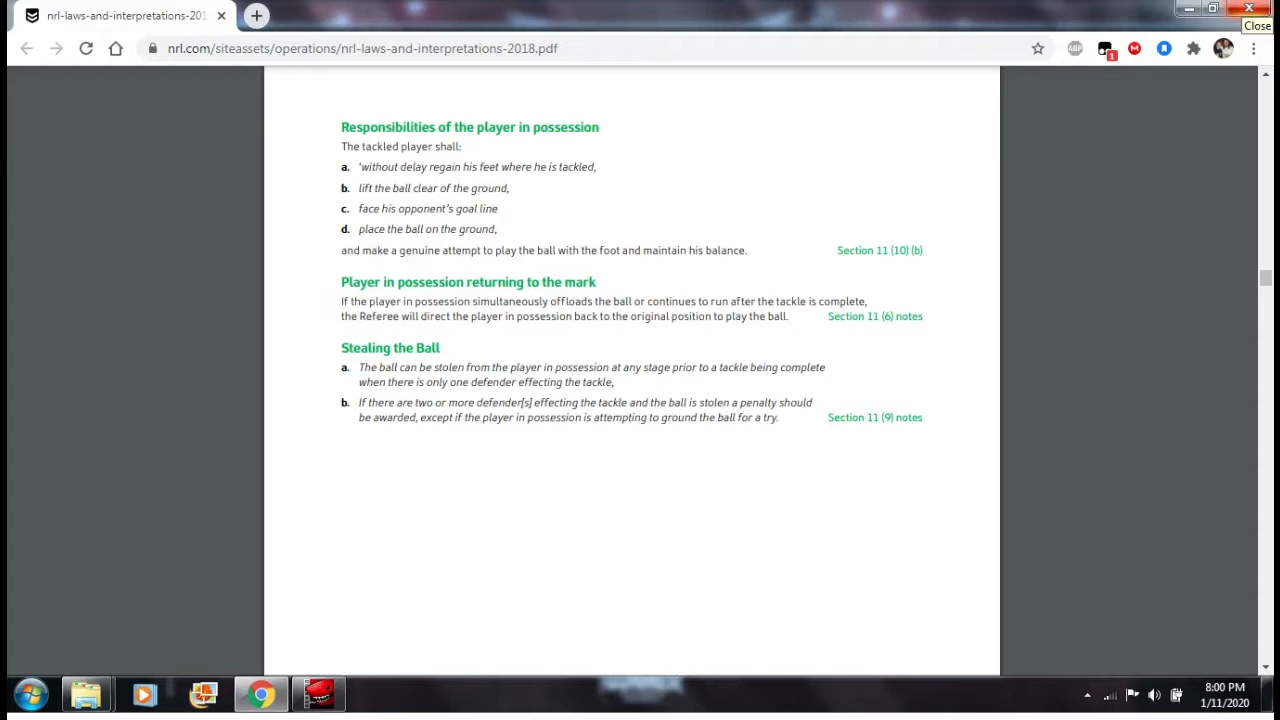 nrl-laws-and-interpretations-201
Close
nrl.com/siteassets/operations/nrl-laws-and-interpretations-2018.pdf
ABP
1
M
Responsibilities of the player in possession
The tackled player shall:
a. ‘without delay regain his feet where he is tackled,
b. lift the ball clear of the ground,
c. face his opponent’s goal line
d. place the ball on the ground,
and make a genuine attempt to play the ball with the foot and maintain his balance. Section 11 (10) (b)
Player in possession returning to the mark
If the player in possession simultaneously offloads the ball or continues to run after the tackle is complete,
the Referee will direct the player in possession back to the original position to play the ball. Section 11 (6) notes
Stealing the Ball
a. The ball can be stolen from the player in possession at any stage prior to a tackle being complete
when there is only one defender effecting the tackle,
b. If there are two or more defender[s] effecting the tackle and the ball is stolen a penalty should
be awarded, except if the player in possession is attempting to ground the ball for a try. Section 11 (9) notes
8:00 PM
1/11/2020